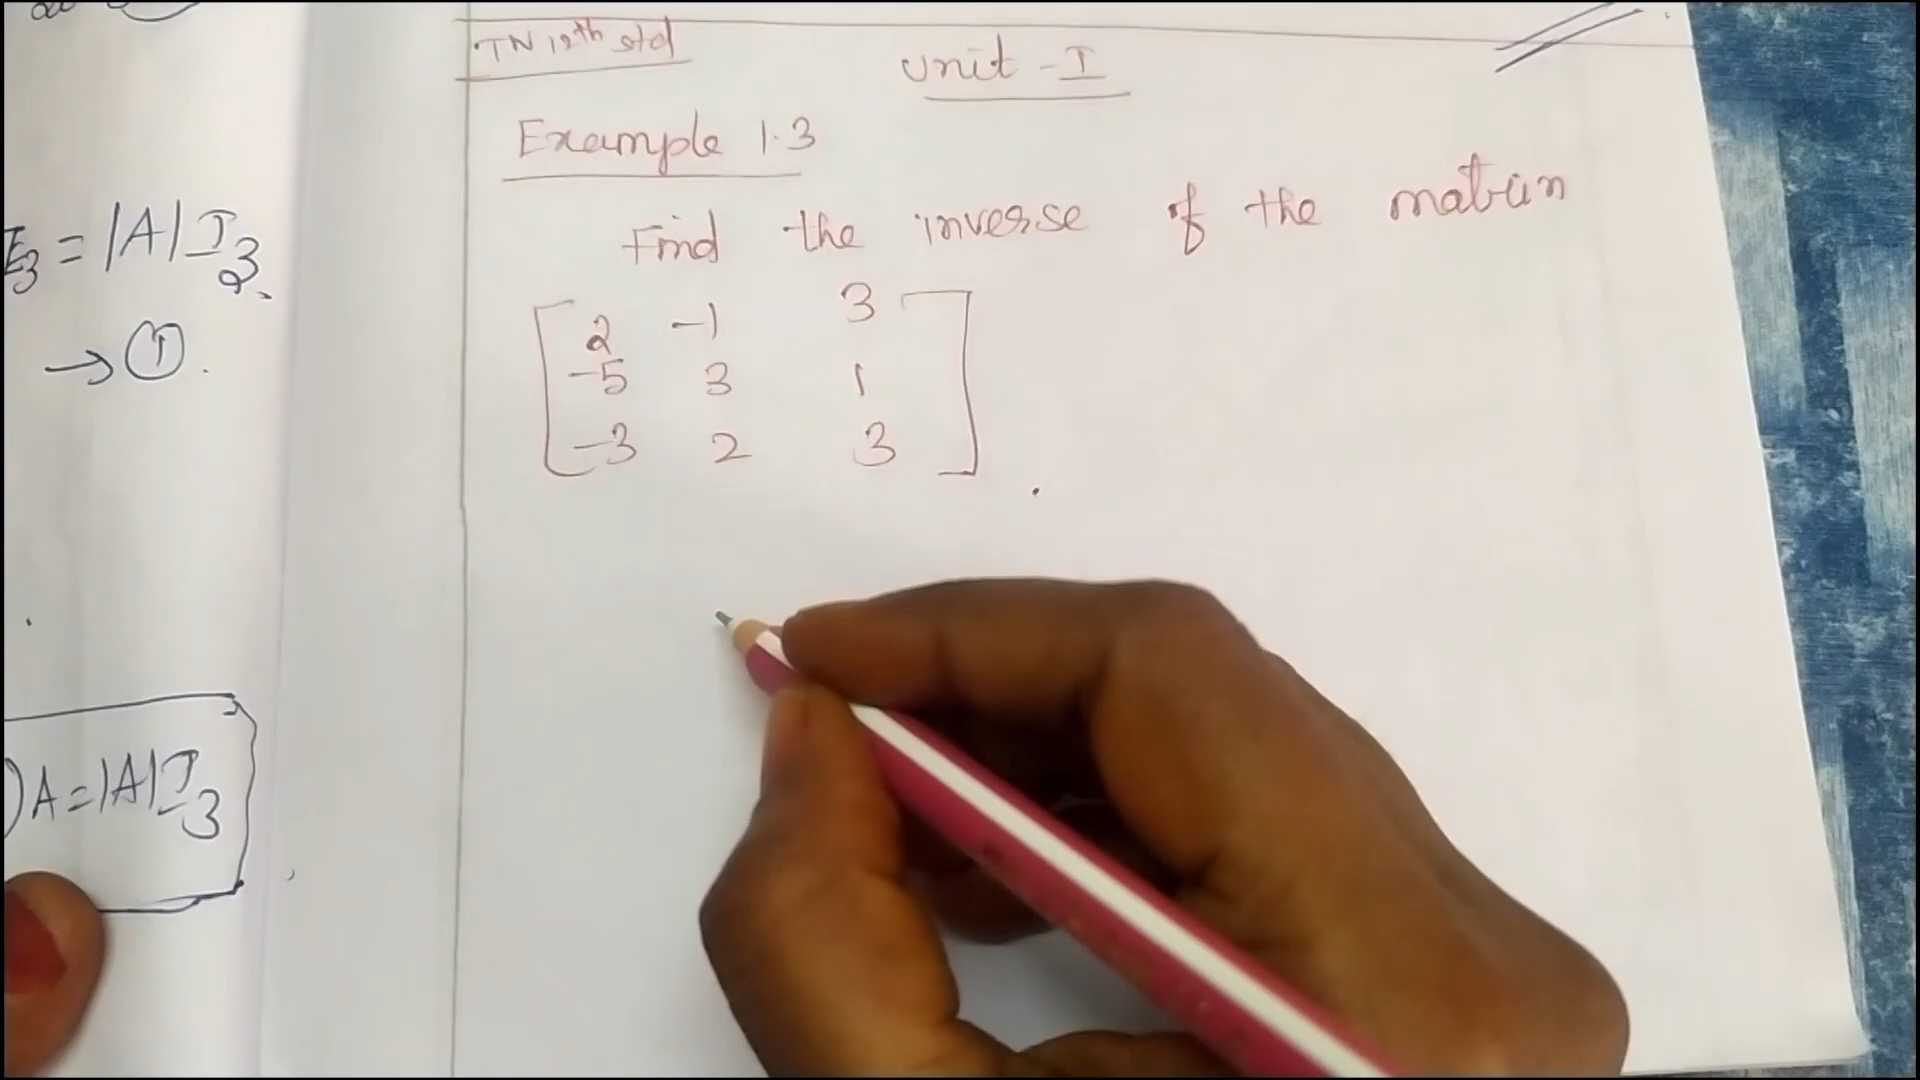 E3 = |A| I3
→ ①.
)A = |A| I3
TN 12th std
Unit - I
Example 1.3
Find the inverse of the matrix
2 -1 3
-5 3 1
-3 2 3